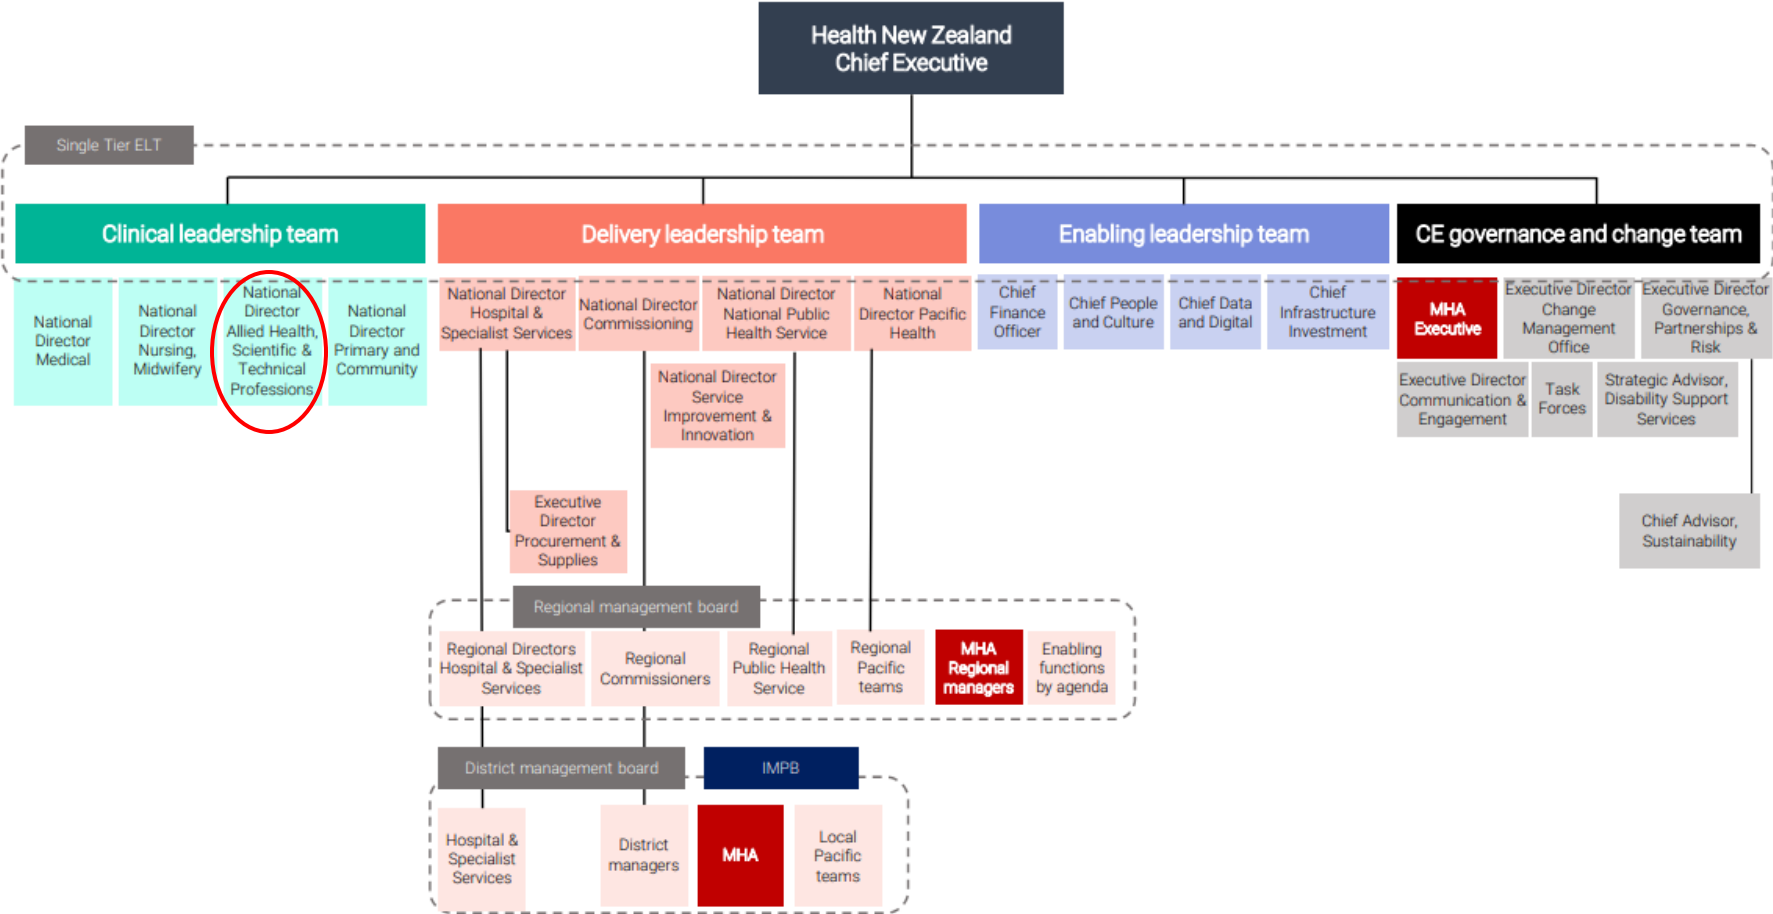 Health New Zealand
Chief Executive
Single Tier ELT
Clinical leadership team
Delivery leadership team
Enabling leadership team
CE governance and change team
National
Director
Medical
National
Director
Nursing,
Midwifery
National
Director
Allied Health,
Scientific &
Technical
Professions
National
Director
Primary and
Community
National Director
Hospital &
Specialist Services
National Director
Commissioning
National Director
National Public
Health Service
National
Director Pacific
Health
Chief
Finance
Officer
Chief People
and Culture
Chief Data
and Digital
Chief
Infrastructure
Investment
MHA
Executive
Executive Director
Change
Management
Office
Executive Director
Governance,
Partnerships &
Risk
National Director
Service
Improvement &
Innovation
Executive Director
Communication &
Engagement
Task
Forces
Strategic Advisor,
Disability Support
Services
Executive
Director
Procurement &
Supplies
Chief Advisor,
Sustainability
Regional management board
Regional Directors
Hospital & Specialist
Services
Regional
Commissioners
Regional
Public Health
Service
Regional
Pacific
teams
MHA
Regional
managers
Enabling
functions
by agenda
District management board
IMPB
Hospital &
Specialist
Services
District
managers
MHA
Local
Pacific
teams